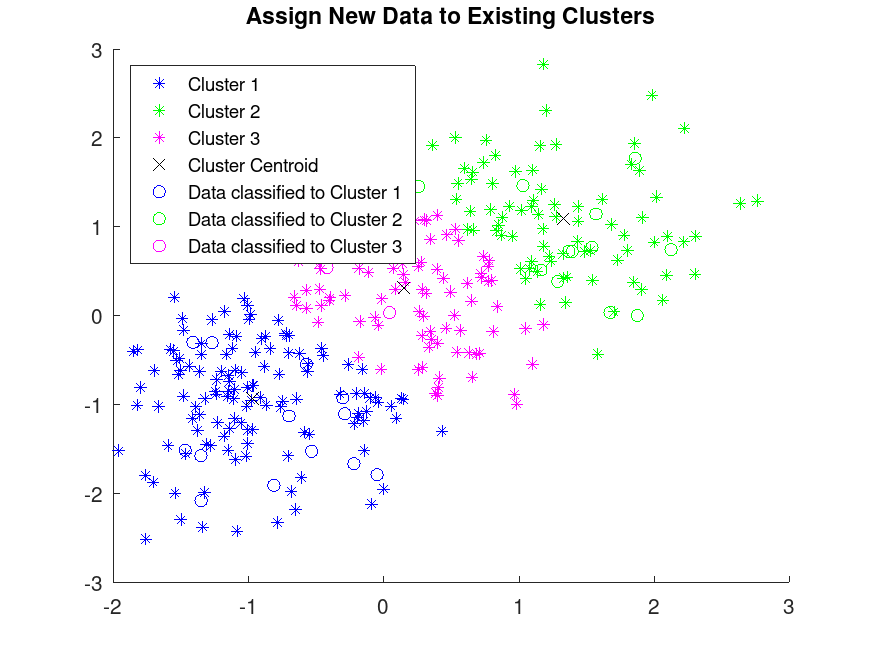 Assign New Data to Existing Clusters
3
2
1
0
-1
-2
-3
Cluster 1
Cluster 2
Cluster 3
Cluster Centroid
Data classified to Cluster 1
Data classified to Cluster 2
Data classified to Cluster 3
-2 -1 0 1 2 3